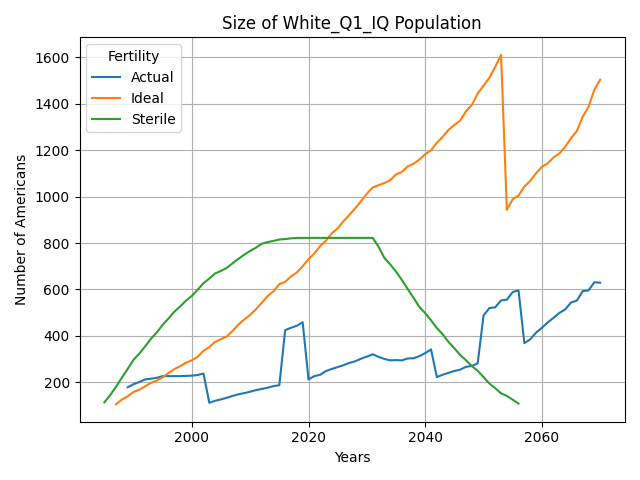 Size of White_Q1_IQ Population
Fertility
Actual
Ideal
Sterile
Number of Americans
1600
1400
1200
1000
800
600
400
200
2000
2020
2040
2060
Years